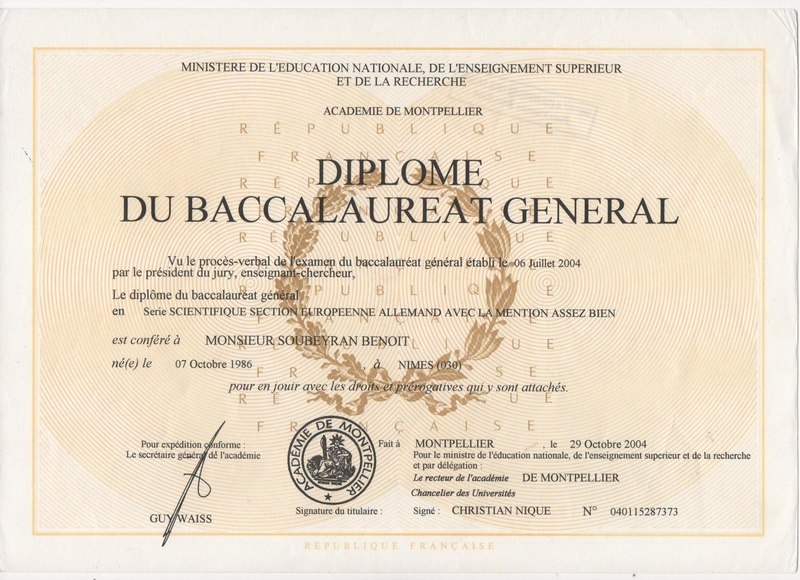 MINISTERE DE L'EDUCATION NATIONALE, DE L'ENSEIGNEMENT SUPERIEUR
ET DE LA RECHERCHE
ACADEMIE DE MONTPELLIER
RÉPUBLIQUE
FRANÇAISE
DIPLOME
DU BACCALAUREAT GENERAL
Vu le procès-verbal de l'examen du baccalauréat général établi le 06 Juillet 2004
par le président du jury, enseignant-chercheur,
Le diplôme du baccalauréat général
en Serie SCIENTIFIQUE SECTION EUROPEENNE ALLEMAND AVEC LA MENTION ASSEZ BIEN
est conféré à MONSIEUR SOUBEYRAN BENOIT
né(e) le 07 Octobre 1986 à NIMES (030)
pour en jouir avec les droits et prérogatives qui y sont attachés.
FRANÇAISE
Pour expédition conforme :
Le secrétaire général de l'académie
GUY WAISS
ACADÉMIE DE MONTPELLIER
Signature du titulaire :
Fait à MONTPELLIER , le 29 Octobre 2004
Pour le ministre de l'éducation nationale, de l'enseignement superieur et de la recherche
et par délégation :
Le recteur de l'académie DE MONTPELLIER
Chancelier des Universités
Signé : CHRISTIAN NIQUE N° 040115287373
RÉPUBLIQUE FRANÇAISE